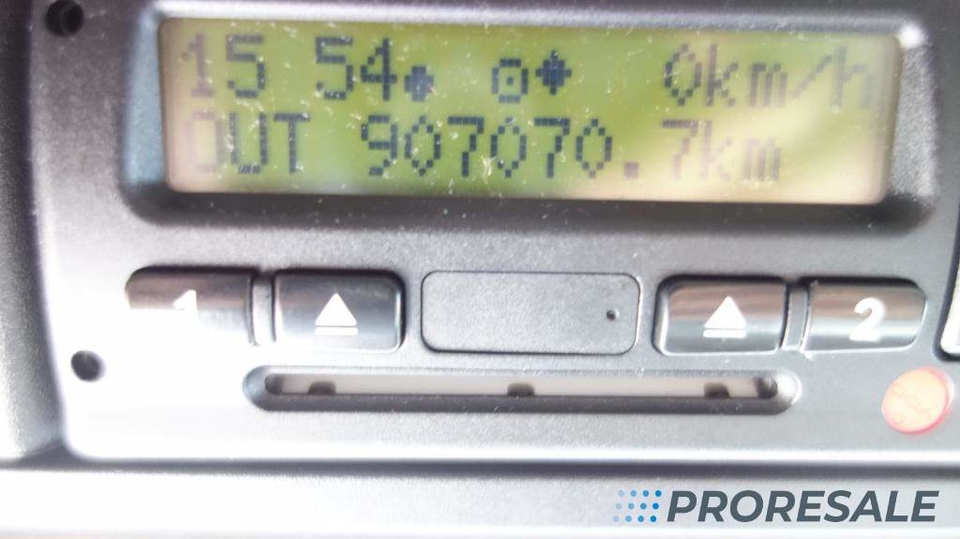 15 54 0km/h
OUT 907070.7km
1 2
PRORESALE